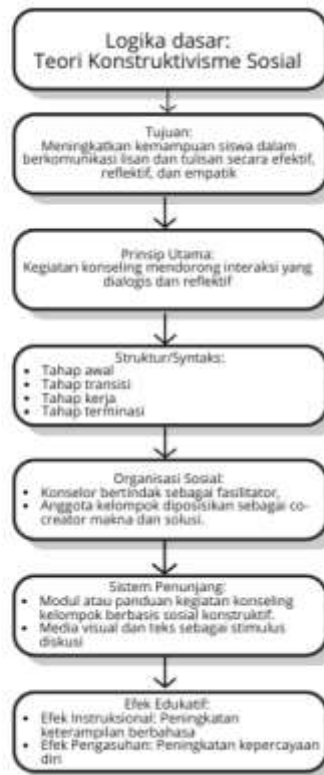 Logika dasar:
Teori Konstruktivisme Sosial
Tujuan:
Meningkatkan kemampuan siswa dalam
berkomunikasi lisan dan tulisan secara efektif,
reflektif, dan empatik
Prinsip Utama:
Kegiatan konseling mendorong interaksi yang
dialogis dan reflektif
Struktur/Syntaks:
• Tahap awal
• Tahap transisi
• Tahap kerja
• Tahap terminasi
Organisasi Sosial:
• Konselor bertindak sebagai fasilitator,
• Anggota kelompok diposisikan sebagai co-
creator makna dan solusi.
Sistem Penunjang:
• Modul atau panduan kegiatan konseling
kelompok berbasis sosial konstruktif.
• Media visual dan teks sebagai stimulus
diskusi
Efek Edukatif:
• Efek Instruksional: Peningkatan
keterampilan berbahasa
• Efek Pengasuhan: Peningkatan kepercayaan
diri